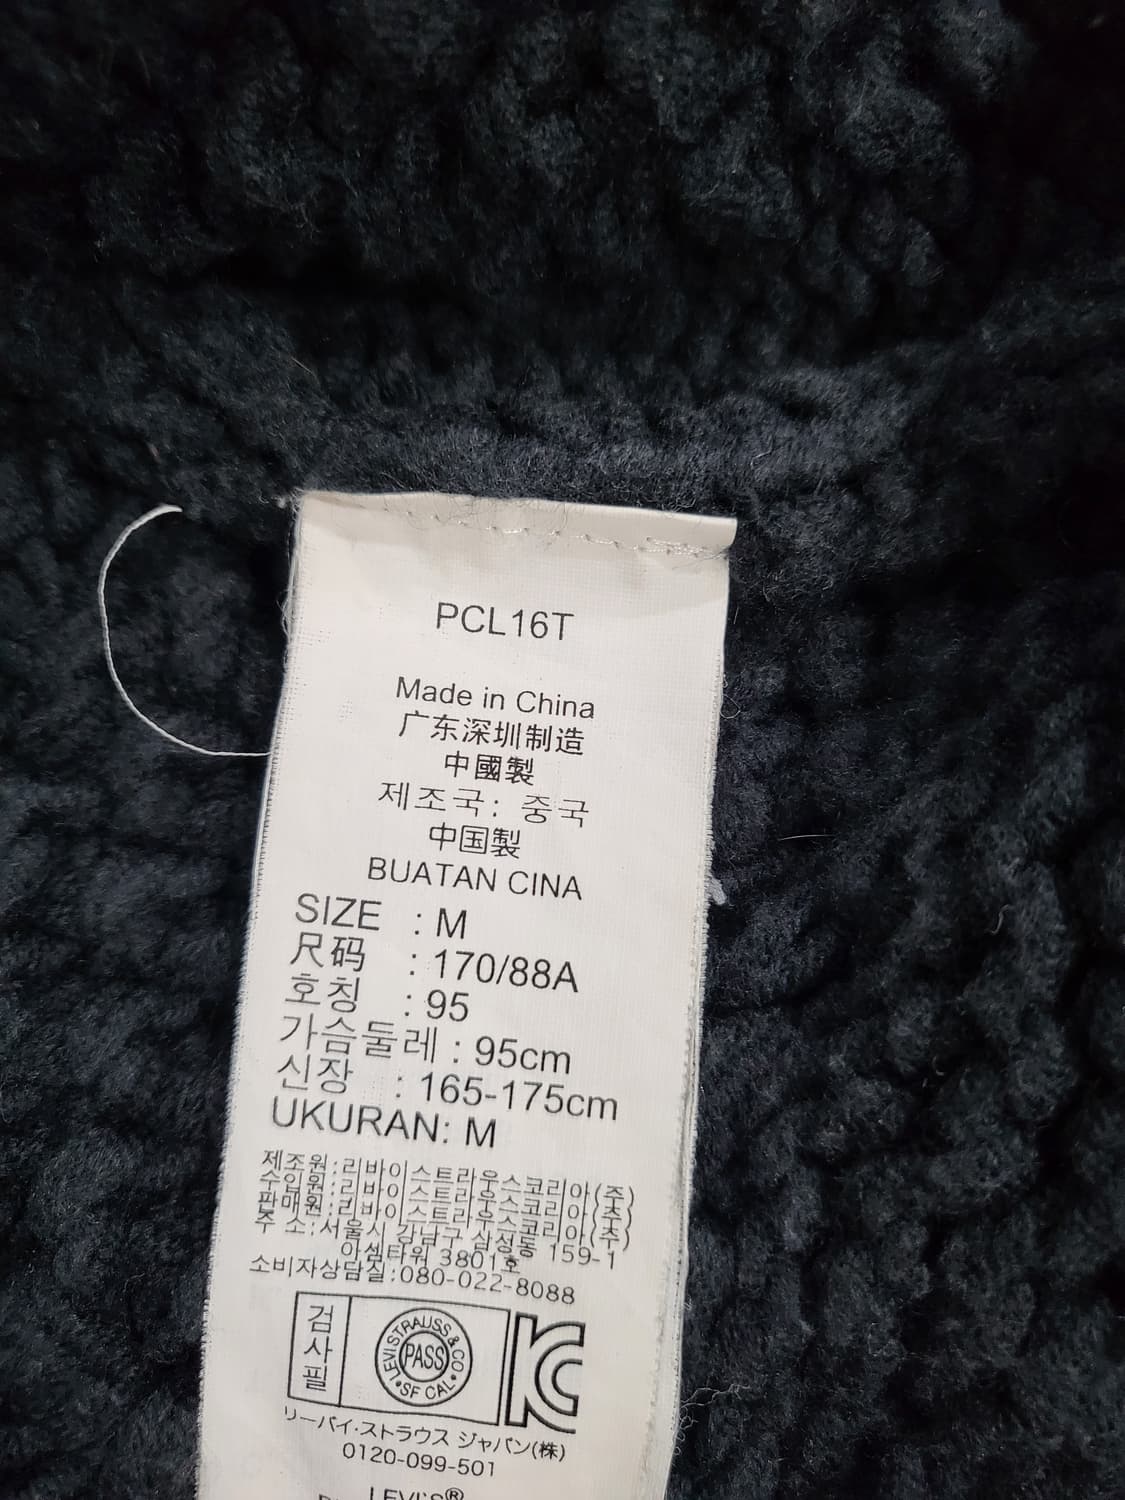 PCL16T
Made in China
广东深圳制造
中國製
제조국: 중국
中国製
BUATAN CINA
SIZE : M
尺码 : 170/88A
호칭 : 95
가슴둘레 : 95cm
신장 : 165-175cm
UKURAN: M
제조원:리바이스트라우스코리아(주)
수입원:리바이스트라우스코리아(주)
판매원:리바이스트라우스코리아(주)
주 소:서울시 강남구 삼성동 159-1
아셈타워 3801호
소비자상담실:080-022-8088
검사필
LEVI STRAUSS & CO
PASS
SF CAL
リーバイ·ストラウス ジャパン(株)
0120-099-501
LEVI'S®